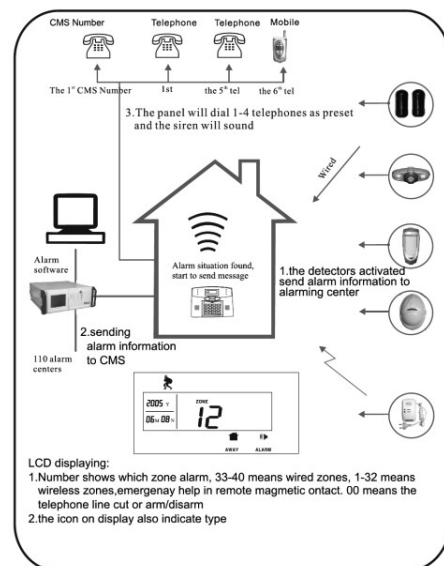 CMS Number
Telephone
Telephone
Mobile
The 1st CMS Number
1st
the 5th tel
the 6th tel
3.The panel will dial 1-4 telephones as preset
and the siren will sound
Wired
Alarm
software
Alarm situation found,
start to send message
1.the detectors activated
send alarm information to
alarming center
2.sending
alarm information
to CMS
110 alarm
centers
2005 Y
06 M 08
ZONE
12
AWAY
ALARM
LCD displaying:
1.Number shows which zone alarm, 33-40 means wired zones, 1-32 means
wireless zones,emergenay help in remote magmetic ontact. 00 means the
telephone line cut or arm/disarm
2.the icon on display also indicate type